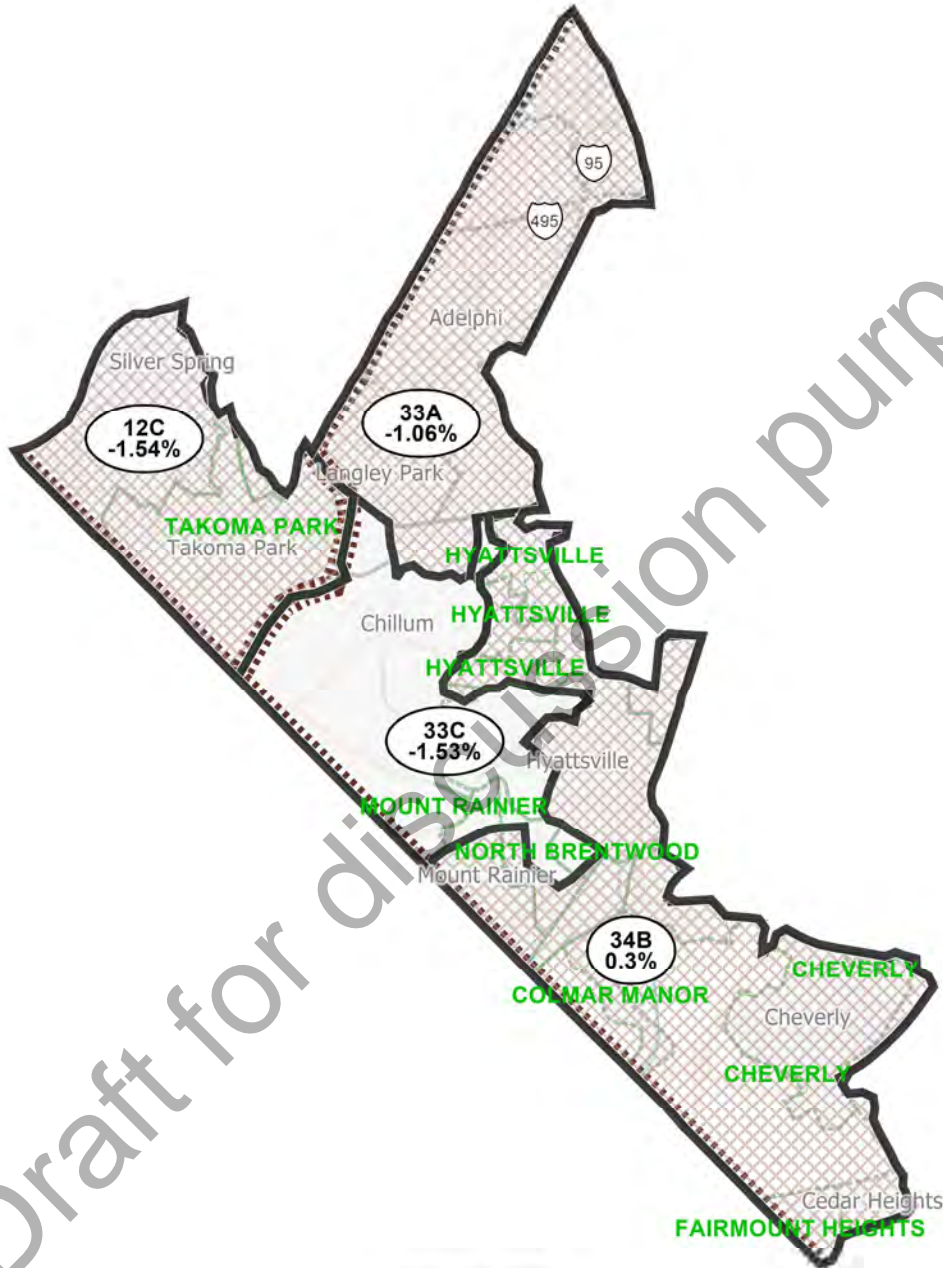 95
495
Adelphi
Silver Spring
12C
-1.54%
33A
-1.06%
Langley Park
TAKOMA PARK
Takoma Park
HYATTSVILLE
Chillum
HYATTSVILLE
HYATTSVILLE
33C
-1.53%
Hyattsville
MOUNT RAINIER
NORTH BRENTWOOD
Mount Rainier
34B
0.3%
CHEVERLY
COLMAR MANOR
Cheverly
CHEVERLY
Cedar Heights
FAIRMOUNT HEIGHTS
Draft for discussion purp